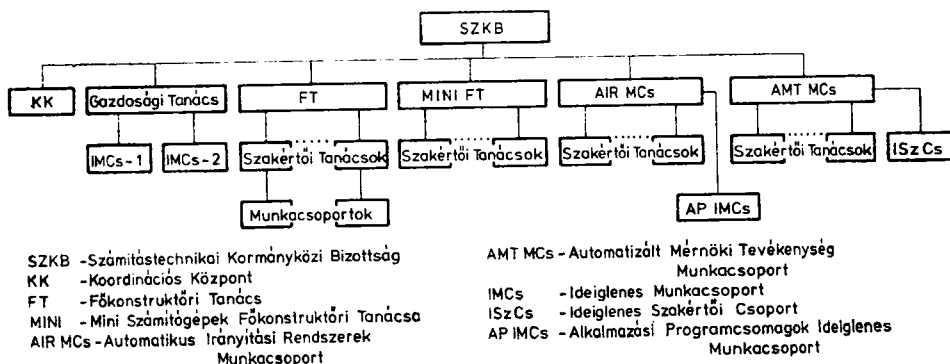 SZKB
KK
Gazdasági Tanács
FT
MINI FT
AIR MCs
AMT MCs
IMCs-1
IMCs-2
Szakértői Tanácsok
Szakértői Tanácsok
Szakértői Tanácsok
Szakértői Tanácsok
ISzCs
Munkacsoportok
AP IMCs
SZKB -Számitástechnikai Kormányközi Bizottság
KK -Koordinációs Központ
FT -Főkonstruktőri Tanács
MINI -Mini Számítógépek Főkonstruktőri Tanácsa
AIR MCs -Automatikus Irányítási Rendszerek
Munkacsoport
AMT MCs -Automatizált Mérnöki Tevékenység
Munkacsoport
IMCs -Ideiglenes Munkacsoport
ISzCs -Ideiglenes Szakértői Csoport
AP IMCs -Alkalmazási Programcsomagok Ideiglenes
Munkacsoport